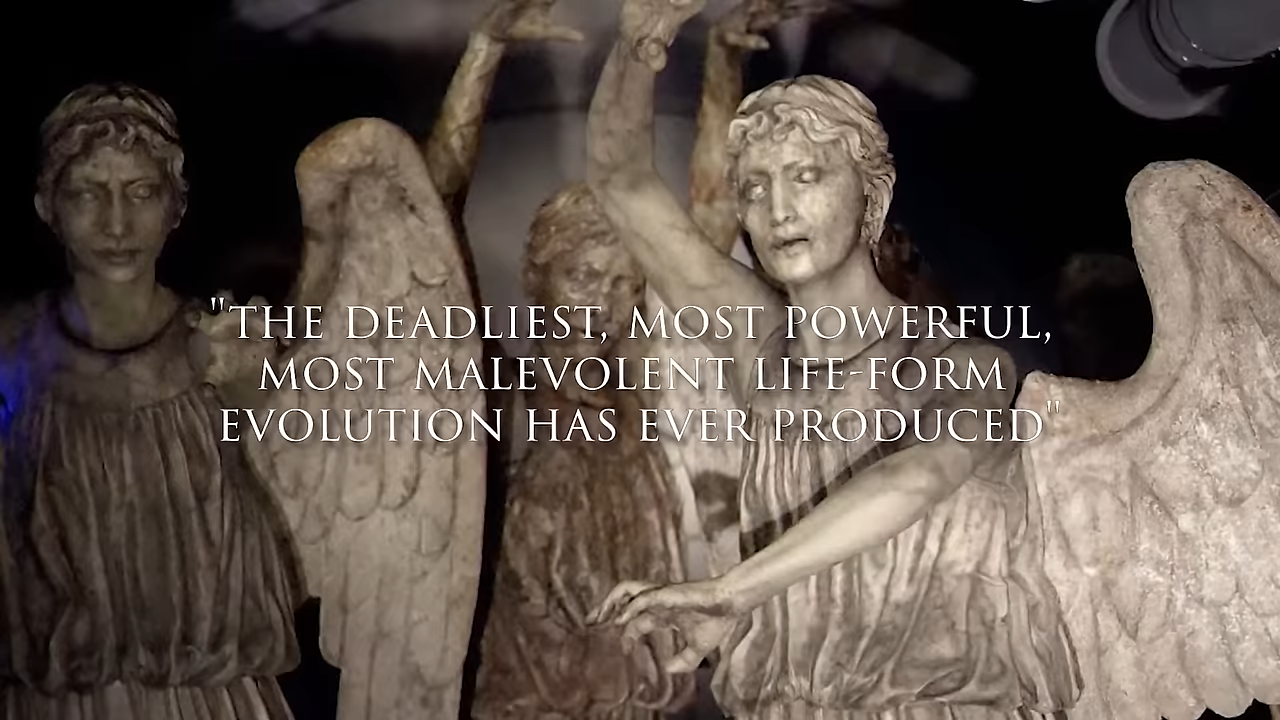 "THE DEADLIEST, MOST POWERFUL,
MOST MALEVOLENT LIFE-FORM
EVOLUTION HAS EVER PRODUCED"